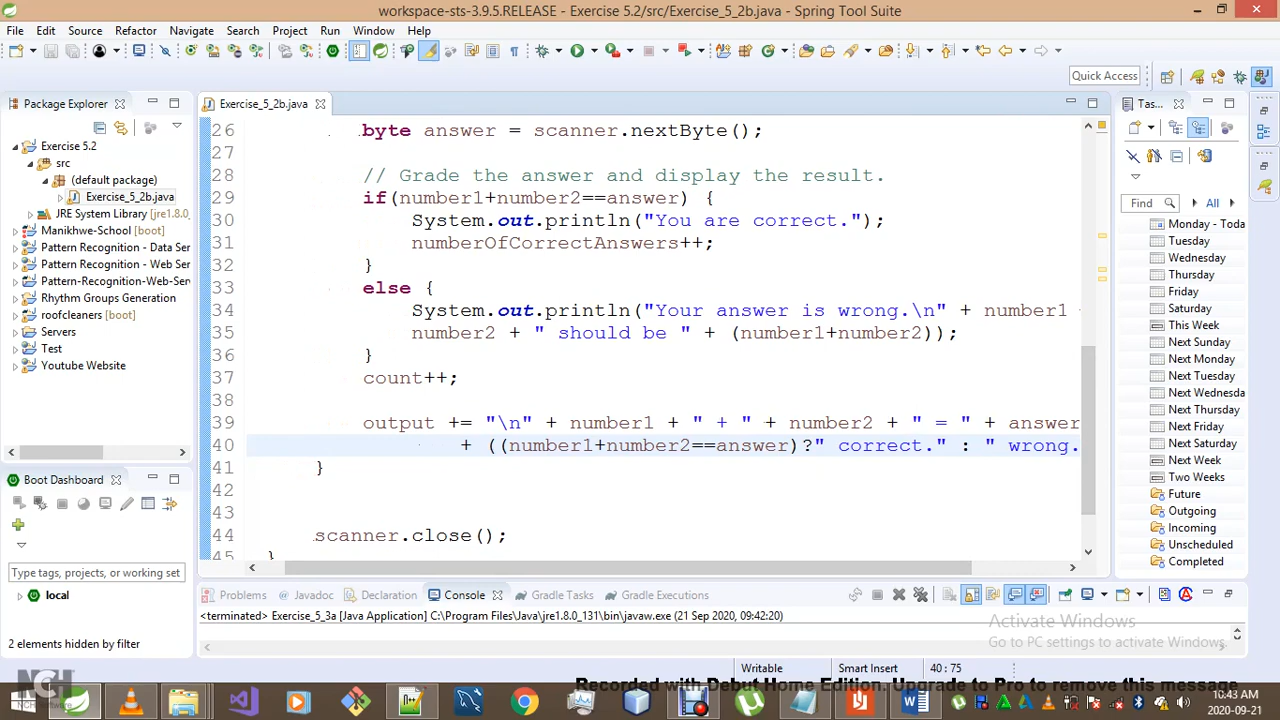 workspace-sts-3.9.5.RELEASE - Exercise 5.2/src/Exercise_5_2b.java - Spring Tool Suite
File Edit Source Refactor Navigate Search Project Run Window Help
Quick Access
Package Explorer
Exercise 5.2
src
(default package)
Exercise_5_2b.java
JRE System Library [jre1.8.0_
Manikhwe-School [boot]
Pattern Recognition - Data Ser
Pattern Recognition - Web Ser
Pattern-Recognition-Web-Ser
Rhythm Groups Generation
roofcleaners [boot]
Servers
Test
Youtube Website
Boot Dashboard
Type tags, projects, or working set
local
2 elements hidden by filter
Exercise_5_2b.java
26 byte answer = scanner.nextByte();
27
28 // Grade the answer and display the result.
29 if(number1+number2==answer) {
30 System.out.println("You are correct.");
31 numberOfCorrectAnswers++;
32 }
33 else {
34 System.out.println("Your answer is wrong.\n" + number1
35 number2 + " should be " + (number1+number2));
36 }
37 count++;
38
39 output += "\n" + number1 + " + " + number2 + " = " + answer
40 + ((number1+number2==answer)?" correct." : " wrong.
41 }
42
43
44 scanner.close();
45 }
Tas...
Find All
Monday - Toda
Tuesday
Wednesday
Thursday
Friday
Saturday
This Week
Next Sunday
Next Monday
Next Tuesday
Next Wednesday
Next Thursday
Next Friday
Next Saturday
Next Week
Two Weeks
Future
Outgoing
Incoming
Unscheduled
Completed
Problems Declaration Console Gradle Tasks Gradle Executions
<terminated> Exercise_5_3a [Java Application] C:\Program Files\Java\jre1.8.0_131\bin\javaw.exe (21 Sep 2020, 09:42:20)
Activate Windows
Go to PC settings to activate Windows.
Writable Smart Insert 40 : 75
NCH Software
Recorded with Debut Home Edition. Upgrade to Pro to remove this message
10:43 AM
2020-09-21